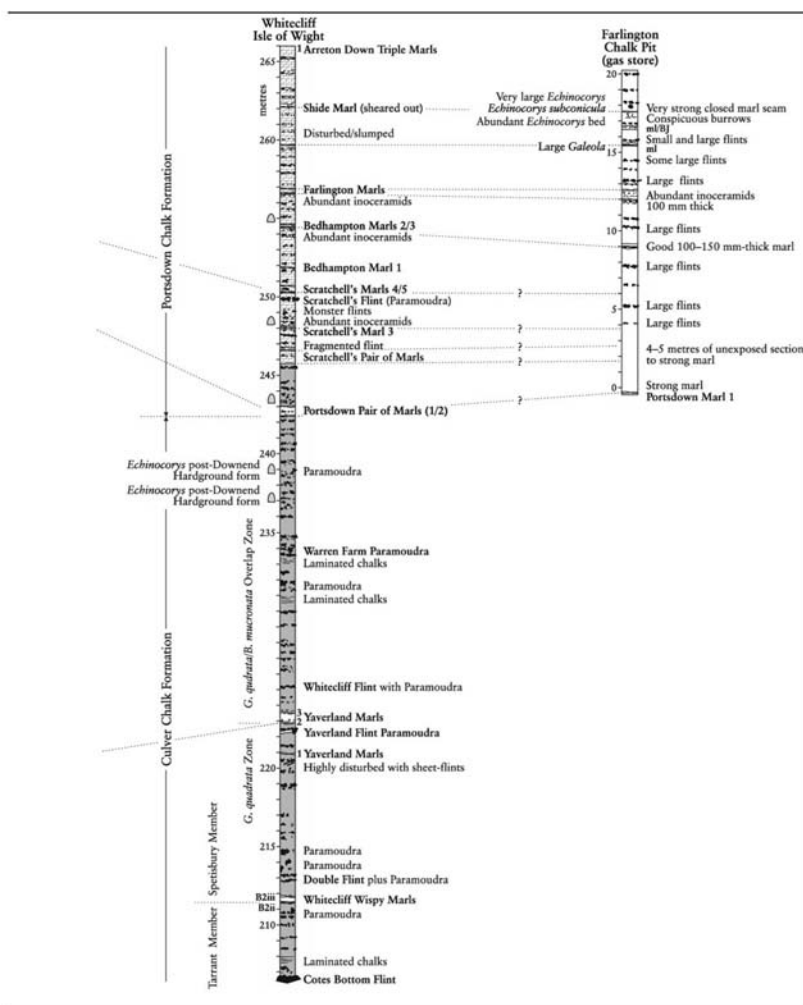 Whitecliff
Isle of Wight
metres
265
260
250
245
240
235
220
215
210
1 Arreton Down Triple Marls
Shide Marl (sheared out)
Disturbed/slumped
Farlington Marls
Abundant inoceramids
Bedhampton Marls 2/3
Abundant inoceramids
Bedhampton Marl 1
Scratchell's Marls 4/5
Scratchell's Flint (Paramoudra)
Monster flints
Abundant inoceramids
Scratchell's Marl 3
Fragmented flint
Scratchell's Pair of Marls
Portsdown Pair of Marls (1/2)
Paramoudra
Warren Farm Paramoudra
Laminated chalks
Paramoudra
Laminated chalks
Whitecliff Flint with Paramoudra
3
2 Yaverland Marls
Yaverland Flint Paramoudra
1 Yaverland Marls
Highly disturbed with sheet-flints
Paramoudra
Paramoudra
Double Flint plus Paramoudra
Whitecliff Wispy Marls
Paramoudra
Laminated chalks
Cotes Bottom Flint
Portsdown Chalk Formation
Culver Chalk Formation
Echinocorys post-Downend
Hardground form
Echinocorys post-Downend
Hardground form
G. qudrata/B. mucronata Overlap Zone
G. quadrata Zone
Spetisbury Member
Tarrant Member
B2iii
B2ii
Farlington
Chalk Pit
(gas store)
20
15
10
5
0
Very large Echinocorys
Echinocorys subconicula
Abundant Echinocorys bed
Large Galeola
Very strong closed marl seam
Conspicuous burrows
ml/BJ
Small and large flints
ml
Some large flints
Large flints
Abundant inoceramids
100 mm thick
Large flints
Good 100–150 mm-thick marl
Large flints
Large flints
Large flints
4–5 metres of unexposed section
to strong marl
Strong marl
Portsdown Marl 1
?
?
?
?
?